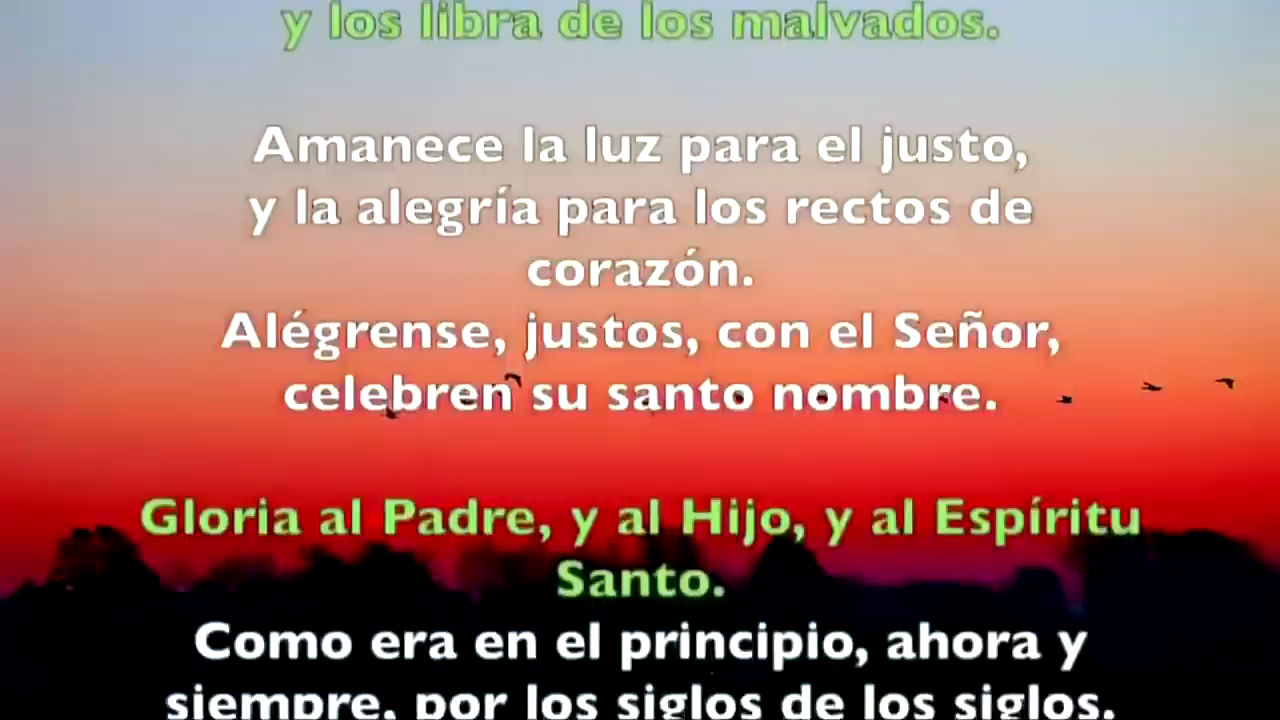 y los libra de los malvados.
Amanece la luz para el justo,
y la alegría para los rectos de
corazón.
Alégrense, justos, con el Señor,
celebren su santo nombre.
Gloria al Padre, y al Hijo, y al Espíritu
Santo.
Como era en el principio, ahora y
siempre, por los siglos de los siglos.